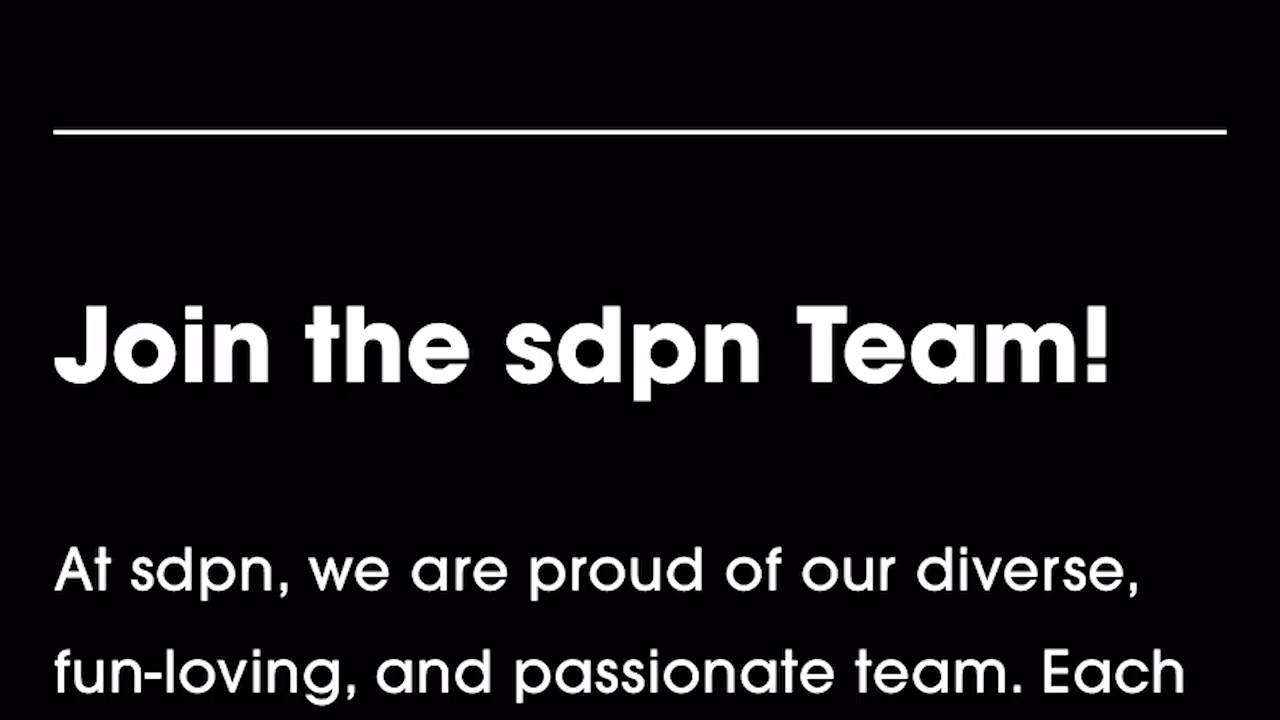 Join the sdpn Team!
At sdpn, we are proud of our diverse,
fun-loving, and passionate team. Each